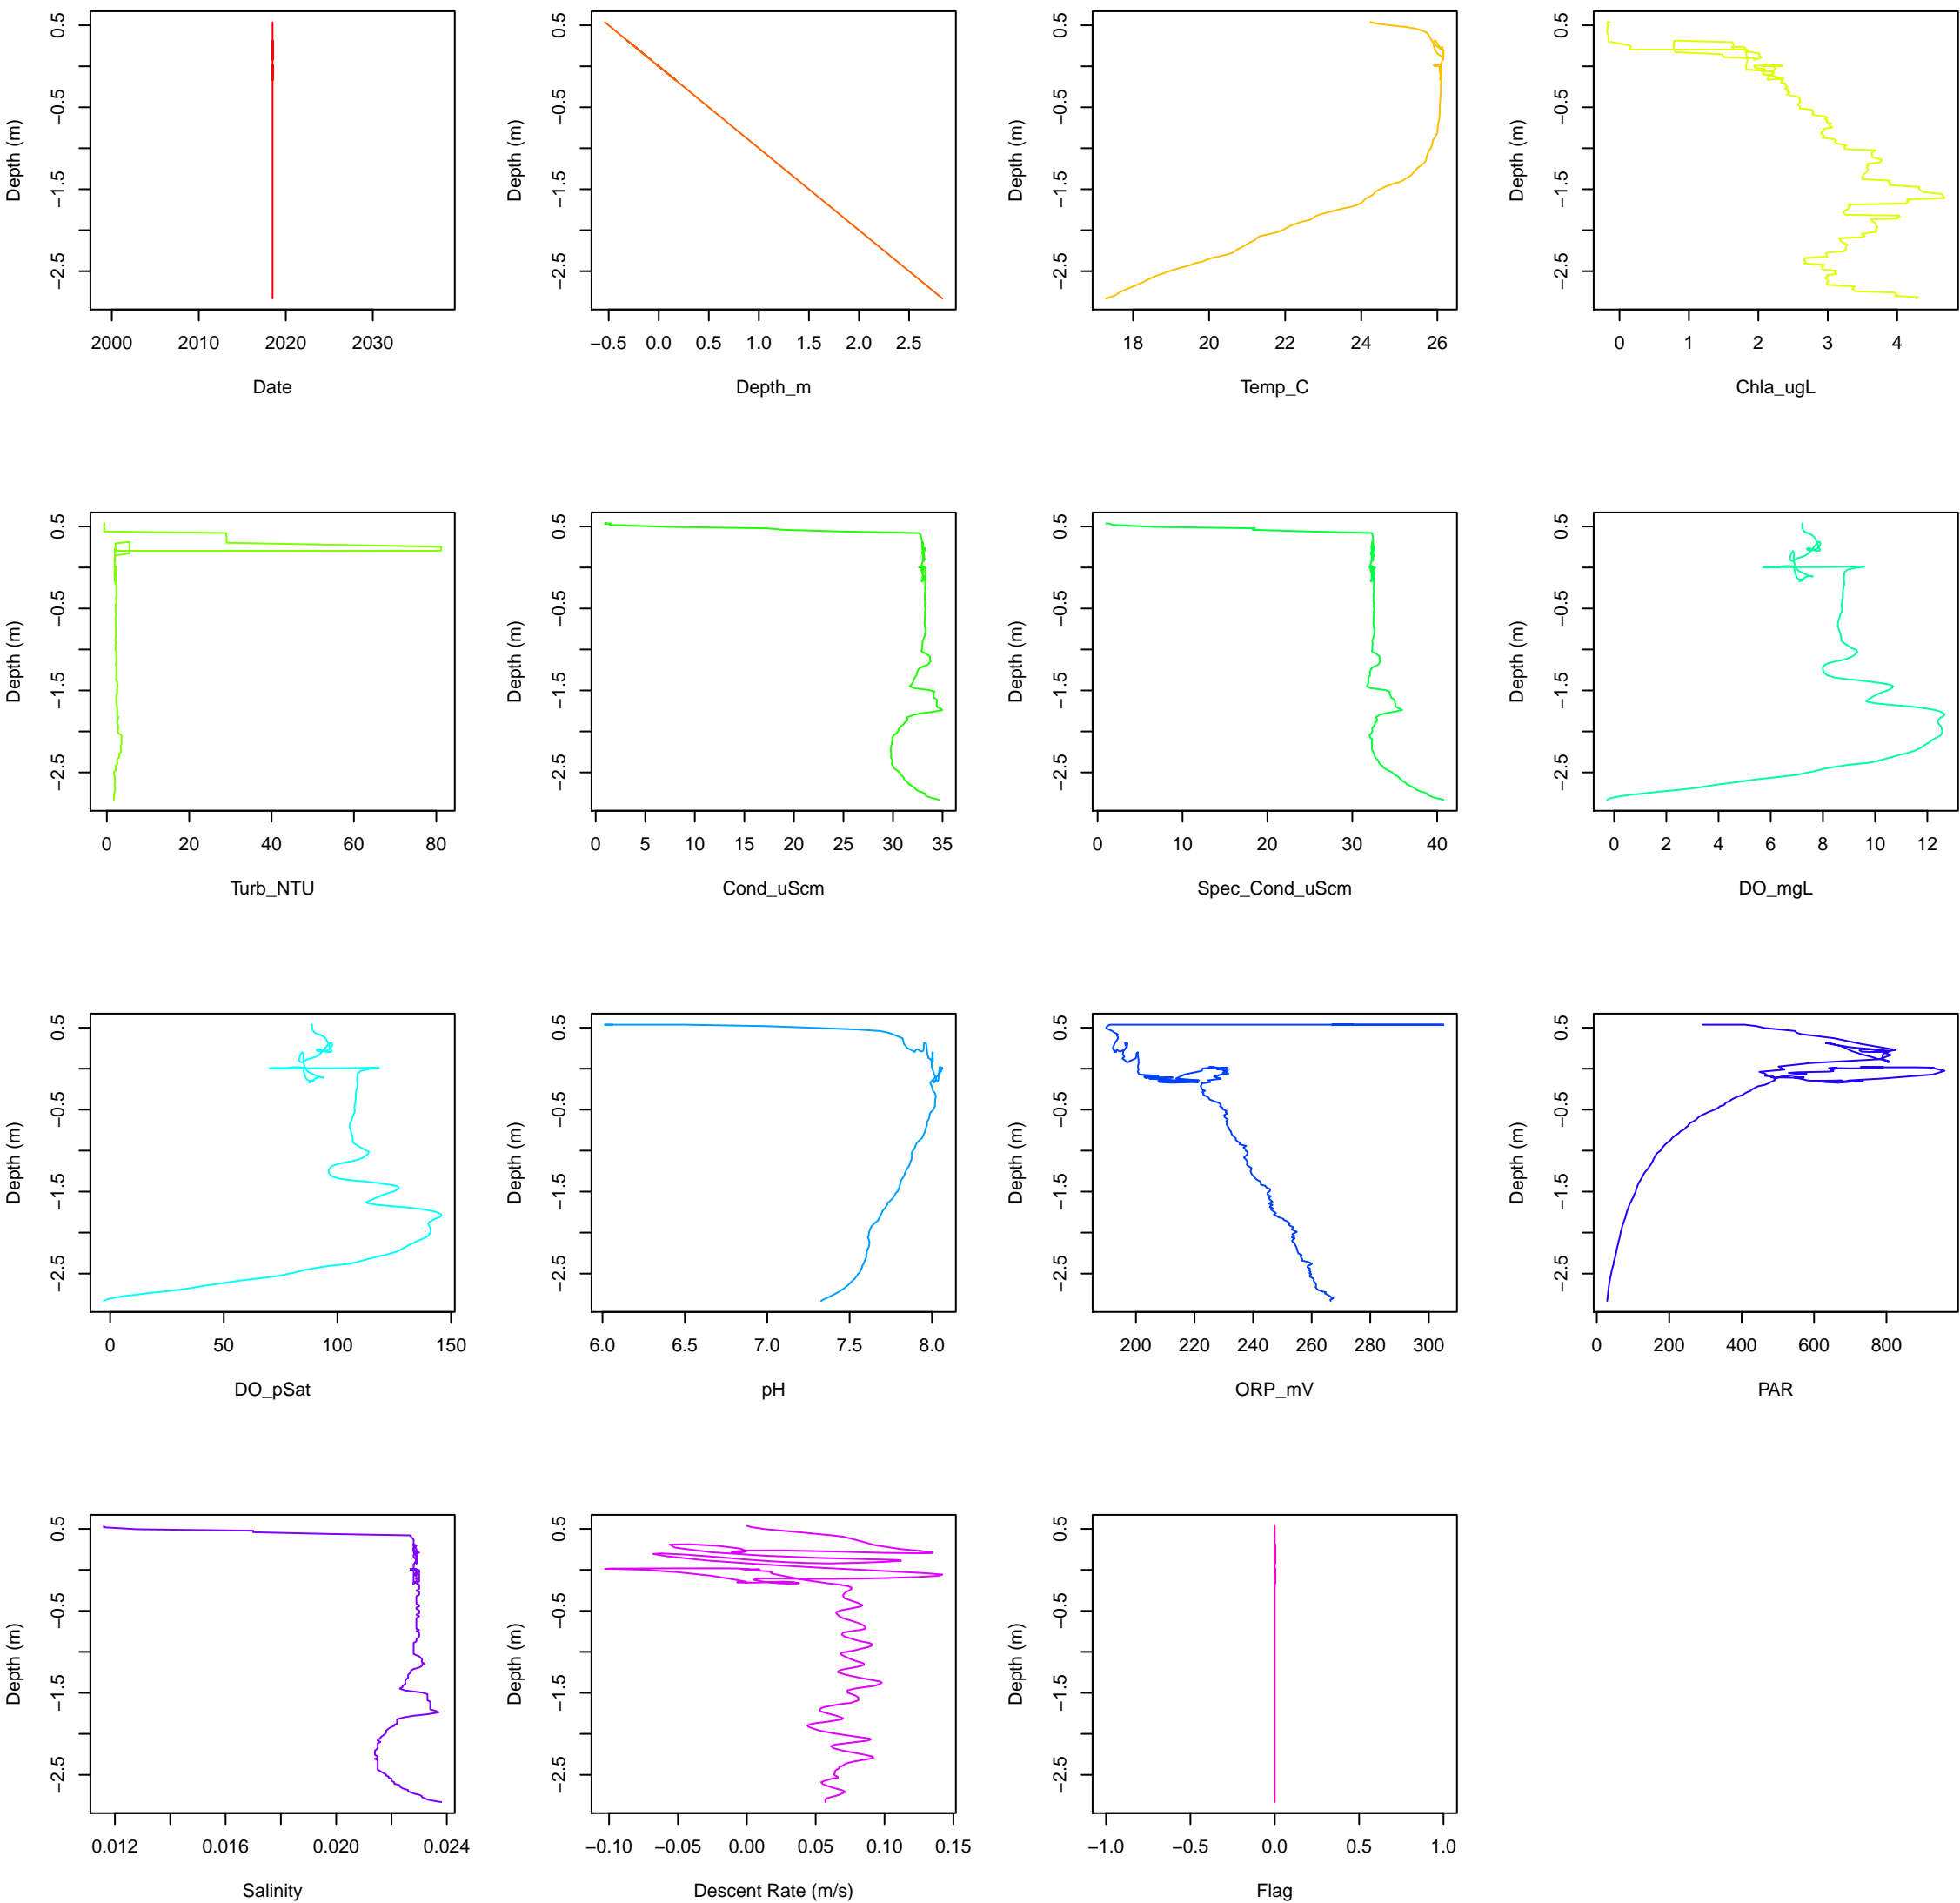 Depth (m)
0.5
−0.5
−1.5
−2.5
2000 2010 2020 2030
Date
Depth (m)
0.5
−0.5
−1.5
−2.5
−0.5 0.0 0.5 1.0 1.5 2.0 2.5
Depth_m
Depth (m)
0.5
−0.5
−1.5
−2.5
18 20 22 24 26
Temp_C
Depth (m)
0.5
−0.5
−1.5
−2.5
0 1 2 3 4
Chla_ugL
Depth (m)
0.5
−0.5
−1.5
−2.5
0 20 40 60 80
Turb_NTU
Depth (m)
0.5
−0.5
−1.5
−2.5
0 5 10 15 20 25 30 35
Cond_uScm
Depth (m)
0.5
−0.5
−1.5
−2.5
0 10 20 30 40
Spec_Cond_uScm
Depth (m)
0.5
−0.5
−1.5
−2.5
0 2 4 6 8 10 12
DO_mgL
Depth (m)
0.5
−0.5
−1.5
−2.5
0 50 100 150
DO_pSat
Depth (m)
0.5
−0.5
−1.5
−2.5
6.0 6.5 7.0 7.5 8.0
pH
Depth (m)
0.5
−0.5
−1.5
−2.5
200 220 240 260 280 300
ORP_mV
Depth (m)
0.5
−0.5
−1.5
−2.5
0 200 400 600 800
PAR
Depth (m)
0.5
−0.5
−1.5
−2.5
0.012 0.016 0.020 0.024
Salinity
Depth (m)
0.5
−0.5
−1.5
−2.5
−0.10 −0.05 0.00 0.05 0.10 0.15
Descent Rate (m/s)
Depth (m)
0.5
−0.5
−1.5
−2.5
−1.0 −0.5 0.0 0.5 1.0
Flag